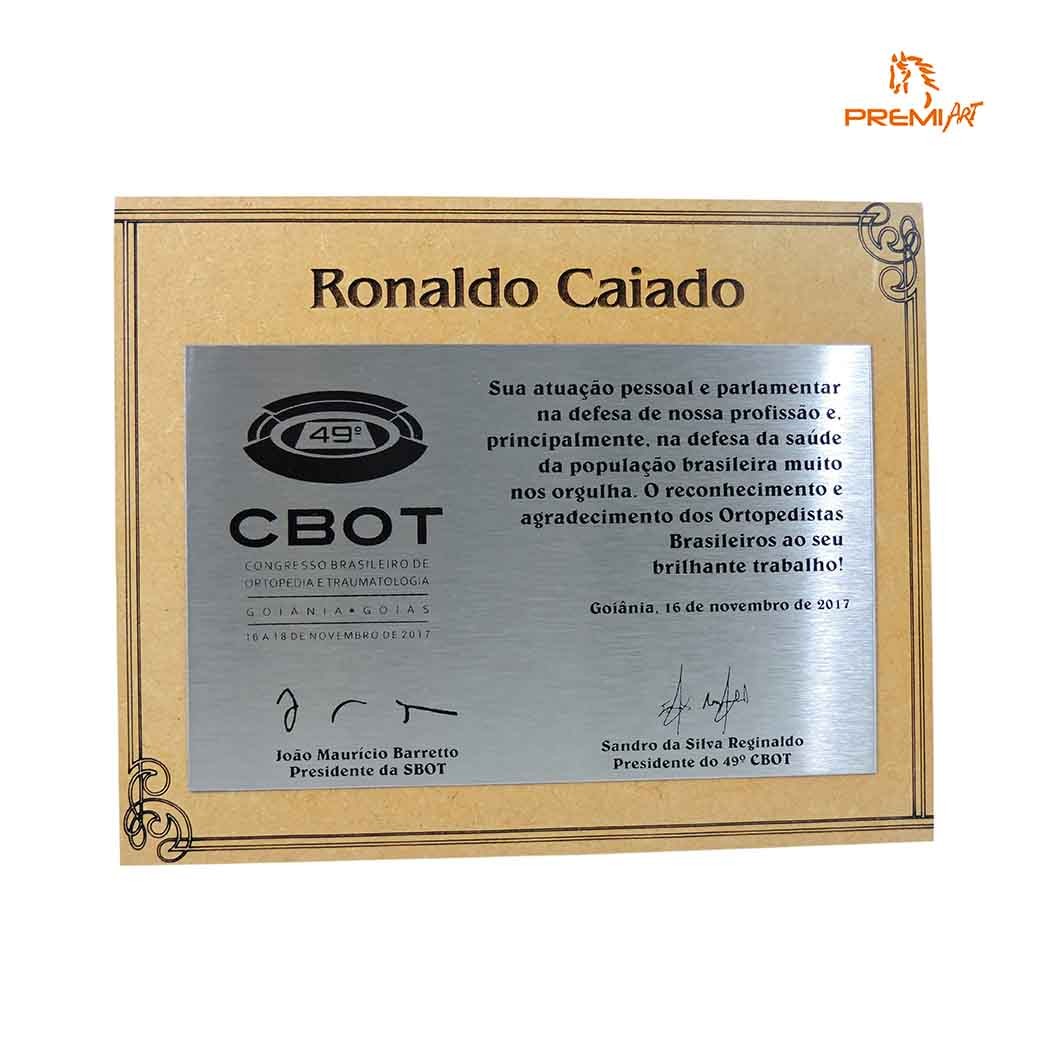 PREMIART
Ronaldo Caiado
49º
CBOT
CONGRESSO BRASILEIRO DE
ORTOPEDIA E TRAUMATOLOGIA
GOIÂNIA • GOIÁS
16 A 18 DE NOVEMBRO DE 2017
Sua atuação pessoal e parlamentar
na defesa de nossa profissão e,
principalmente, na defesa da saúde
da população brasileira muito
nos orgulha. O reconhecimento e
agradecimento dos Ortopedistas
Brasileiros ao seu
brilhante trabalho!
Goiânia, 16 de novembro de 2017
João Maurício Barretto
Presidente da SBOT
Sandro da Silva Reginaldo
Presidente do 49º CBOT